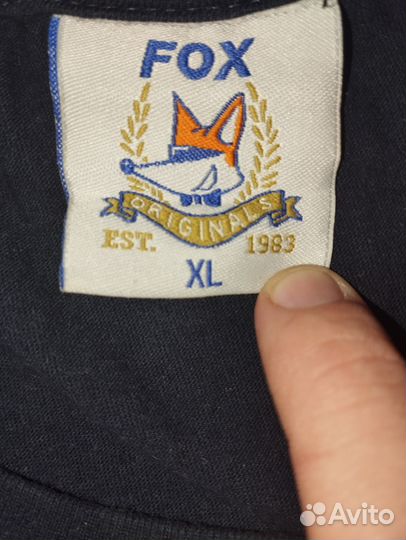 FOX
ORIGINALS
EST. 1983
XL
Avito